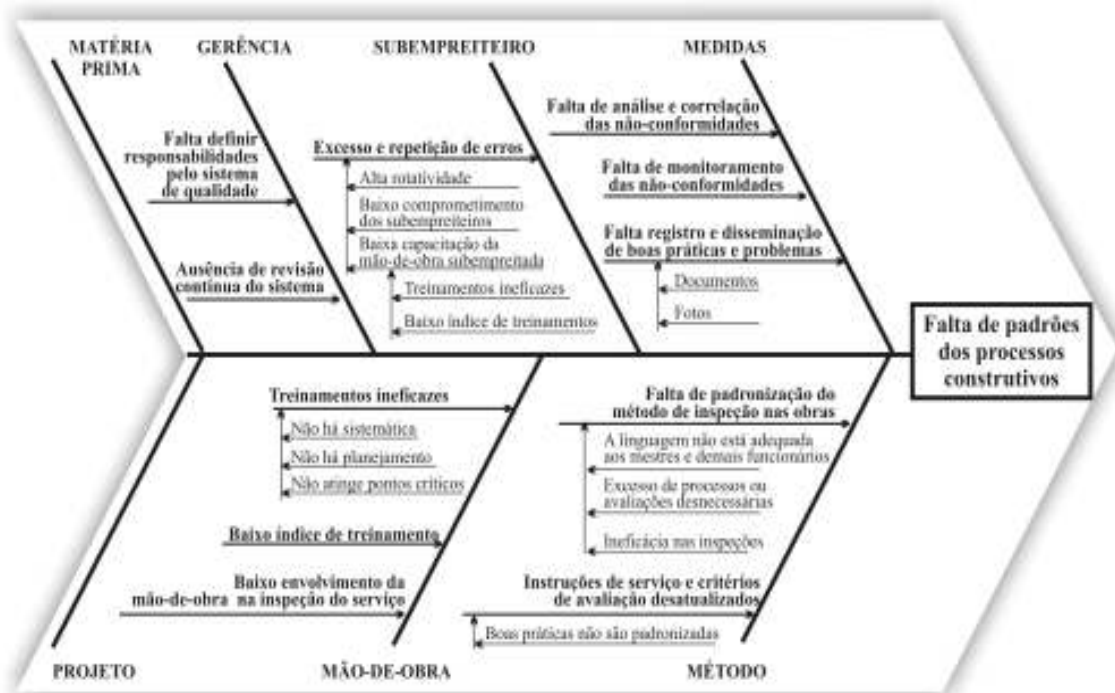 MATÉRIA
PRIMA
GERÊNCIA
SUBEMPREITEIRO
MEDIDAS
Falta definir
responsabilidades
pelo sistema
de qualidade
Ausência de revisão
contínua do sistema
Excesso e repetição de erros
Alta rotatividade
Baixo comprometimento
dos subempreiteiros
Baixa capacitação da
mão-de-obra subempreitada
Treinamentos ineficazes
Baixo índice de treinamentos
Falta de análise e correlação
das não-conformidades
Falta de monitoramento
das não-conformidades
Falta registro e disseminação
de boas práticas e problemas
Documentos
Fotos
Falta de padrões
dos processos
construtivos
Treinamentos ineficazes
Não há sistemática
Não há planejamento
Não atinge pontos críticos
Baixo índice de treinamento
Baixo envolvimento da
mão-de-obra na inspeção do serviço
Falta de padronização do
método de inspeção nas obras
A linguagem não está adequada
aos mestres e demais funcionários
Excesso de processos ou
avaliações desnecessárias
Ineficácia nas inspeções
Instruções de serviço e critérios
de avaliação desatualizados
Boas práticas não são padronizadas
PROJETO
MÃO-DE-OBRA
MÉTODO